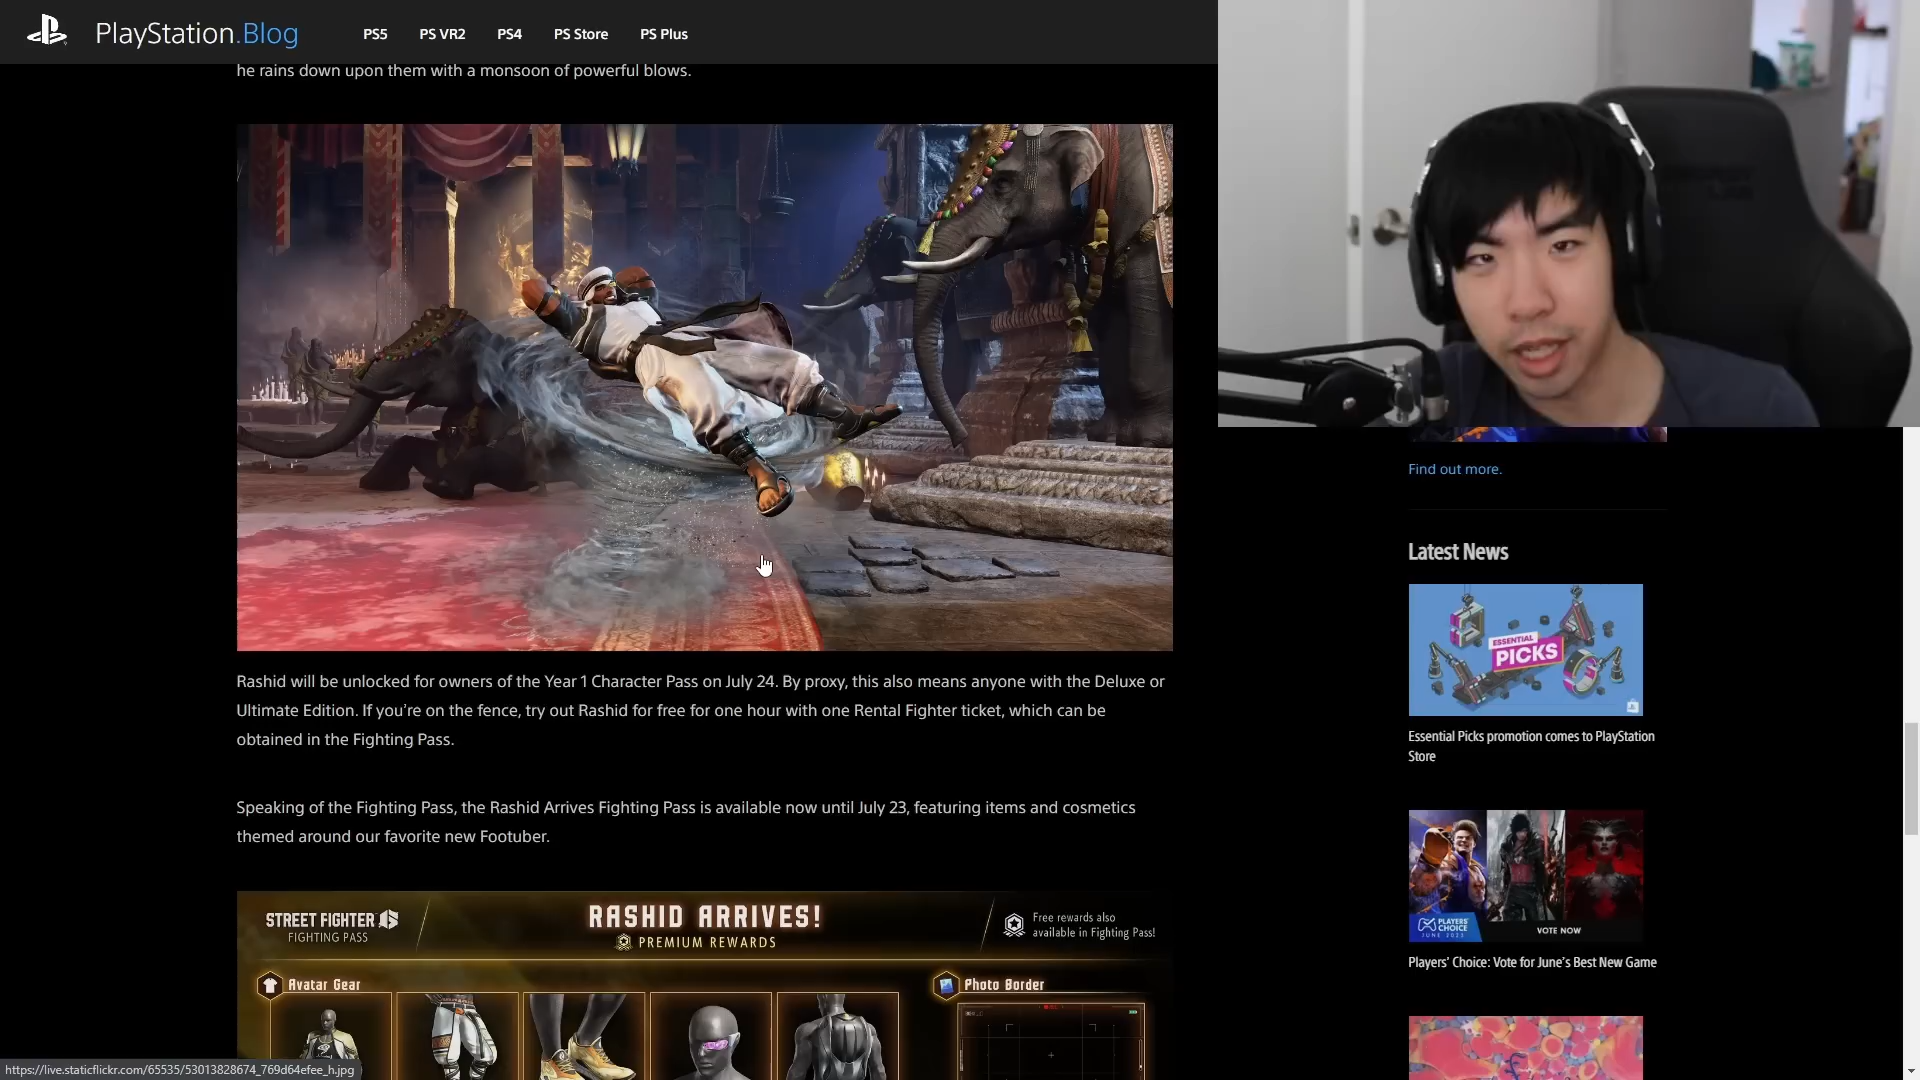 PlayStation.Blog
PS5
PS VR2
PS4
PS Store
PS Plus
he rains down upon them with a monsoon of powerful blows.
Rashid will be unlocked for owners of the Year 1 Character Pass on July 24. By proxy, this also means anyone with the Deluxe or
Ultimate Edition. If you’re on the fence, try out Rashid for free for one hour with one Rental Fighter ticket, which can be
obtained in the Fighting Pass.
Speaking of the Fighting Pass, the Rashid Arrives Fighting Pass is available now until July 23, featuring items and cosmetics
themed around our favorite new Footuber.
STREET FIGHTER 6
FIGHTING PASS
RASHID ARRIVES!
PREMIUM REWARDS
Free rewards also
available in Fighting Pass!
Avatar Gear
Photo Border
Find out more.
Latest News
ESSENTIAL
PICKS
Essential Picks promotion comes to PlayStation
Store
PLAYERS'
CHOICE
JUNE 2023
VOTE NOW
Players’ Choice: Vote for June’s Best New Game
https://live.staticflickr.com/65535/53013828674_769d64efee_h.jpg